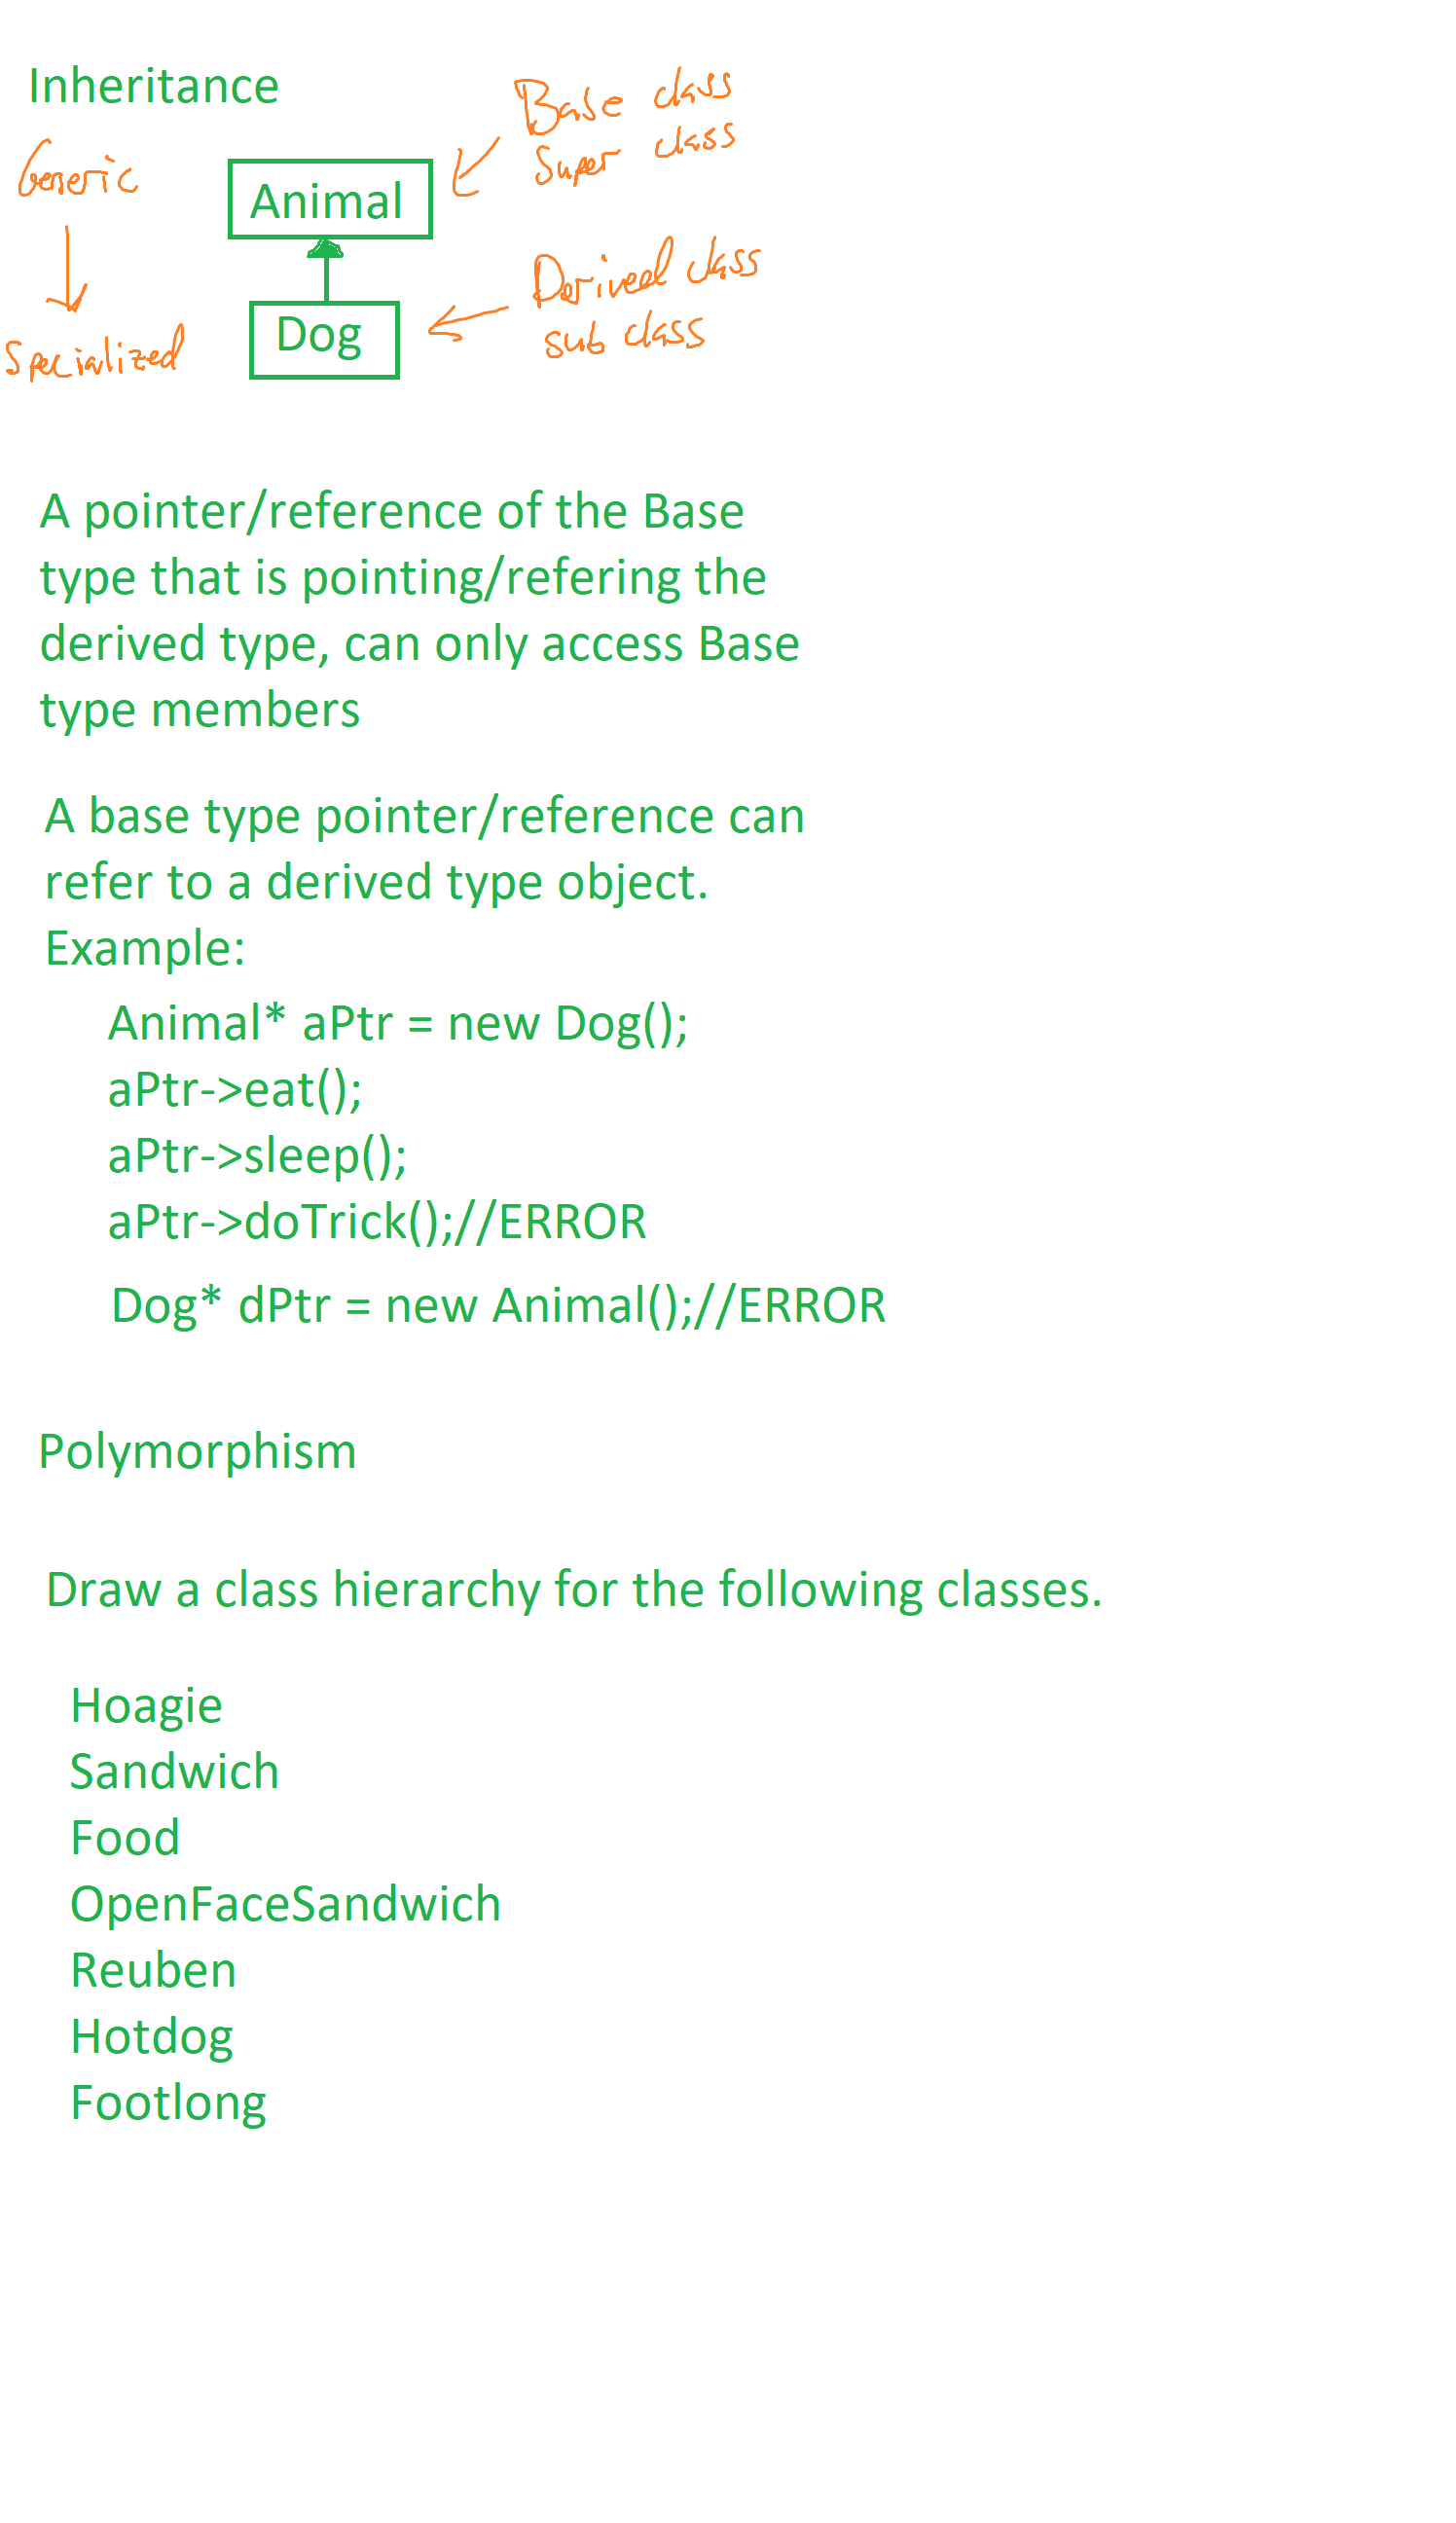 Inheritance
Generic
Specialized
Animal
Dog
Base class
Super class
Derived class
sub class
A pointer/reference of the Base
type that is pointing/refering the
derived type, can only access Base
type members
A base type pointer/reference can
refer to a derived type object.
Example:
Animal* aPtr = new Dog();
aPtr->eat();
aPtr->sleep();
aPtr->doTrick();//ERROR
Dog* dPtr = new Animal();//ERROR
Polymorphism
Draw a class hierarchy for the following classes.
Hoagie
Sandwich
Food
OpenFaceSandwich
Reuben
Hotdog
Footlong